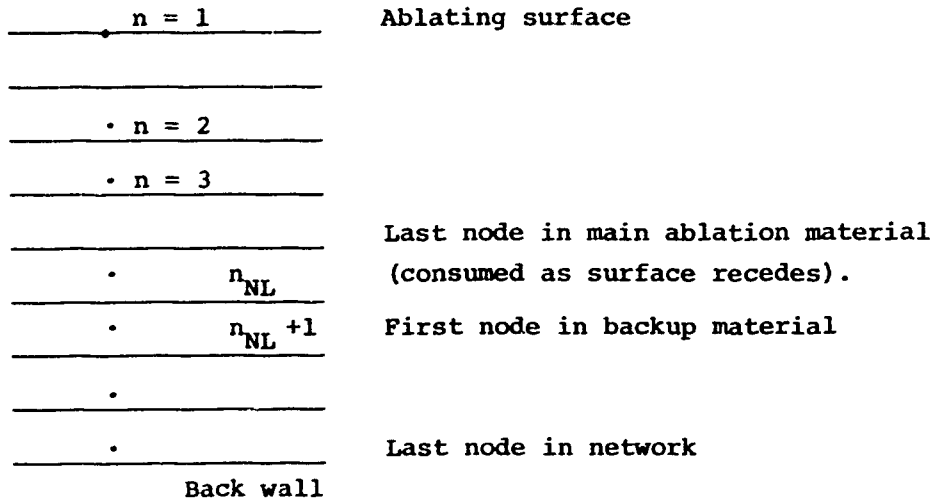 n = 1 Ablating surface
n = 2
n = 3
Last node in main ablation material
n_NL (consumed as surface recedes).
n_NL +1 First node in backup material
Last node in network
Back wall